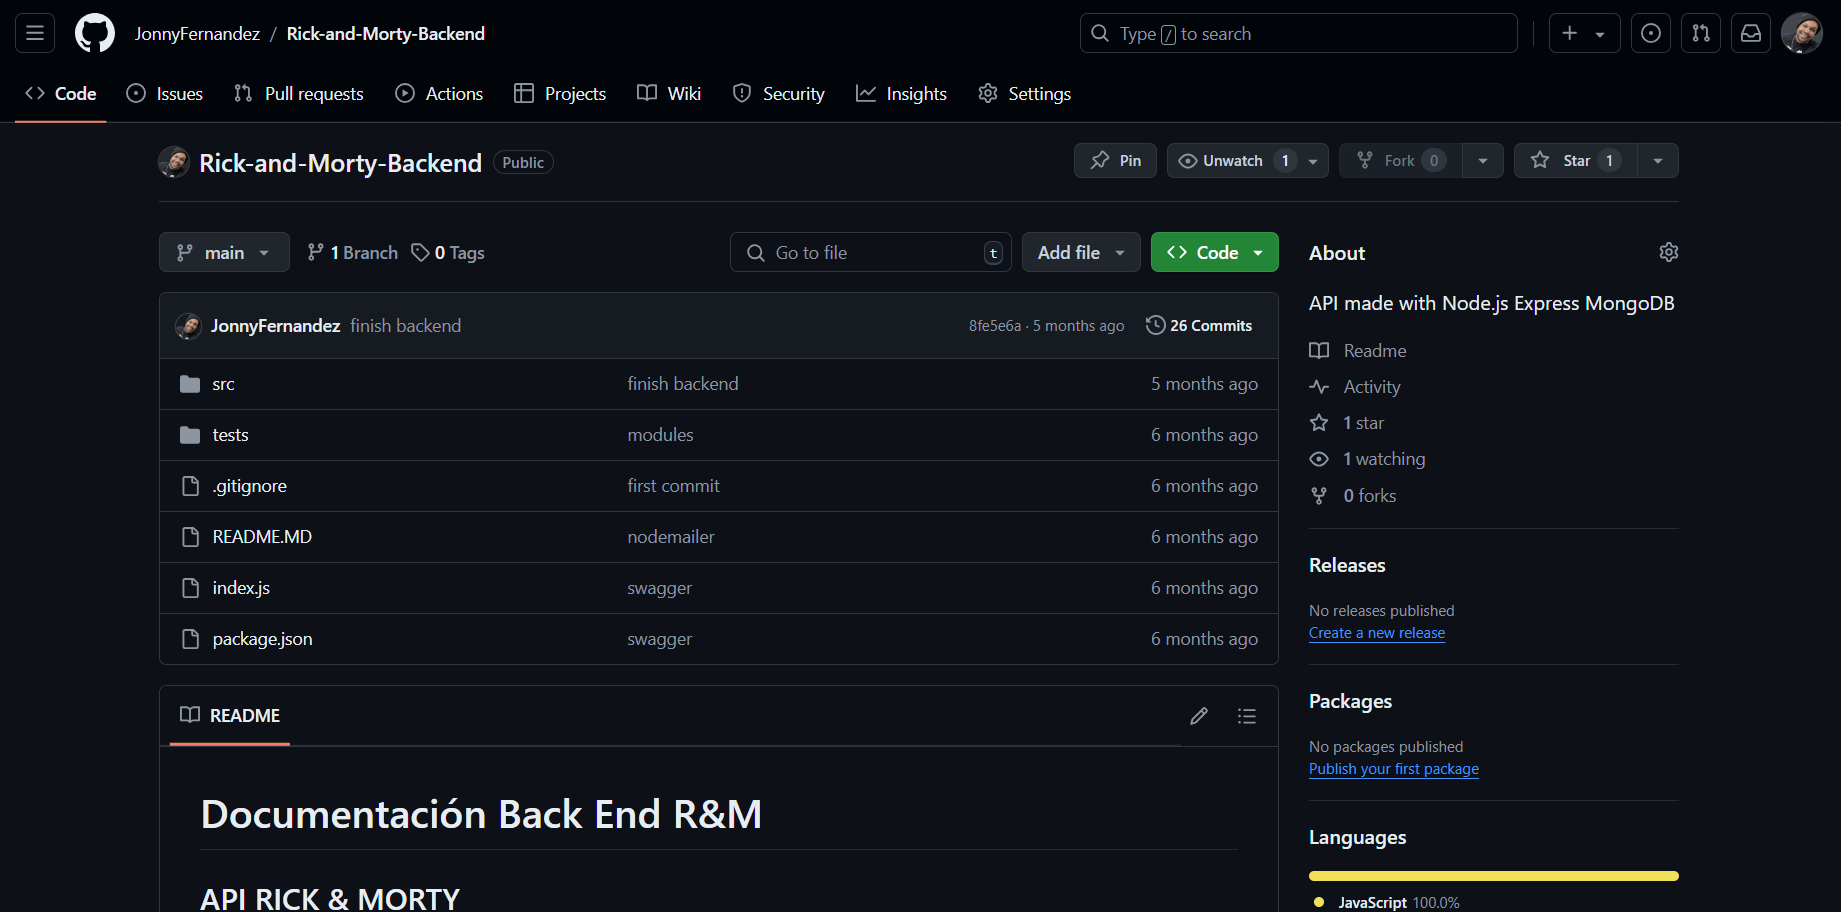 JonnyFernandez / Rick-and-Morty-Backend
Type / to search
Code Issues Pull requests Actions Projects Wiki Security Insights Settings
Rick-and-Morty-Backend Public
Pin Unwatch 1 Fork 0 Star 1
main 1 Branch 0 Tags Go to file t Add file Code
JonnyFernandez finish backend 8fe5e6a · 5 months ago 26 Commits
src finish backend 5 months ago
tests modules 6 months ago
.gitignore first commit 6 months ago
README.MD nodemailer 6 months ago
index.js swagger 6 months ago
package.json swagger 6 months ago
README
Documentación Back End R&M
API RICK & MORTY
About
API made with Node.js Express MongoDB
Readme
Activity
1 star
1 watching
0 forks
Releases
No releases published
Create a new release
Packages
No packages published
Publish your first package
Languages
JavaScript 100.0%